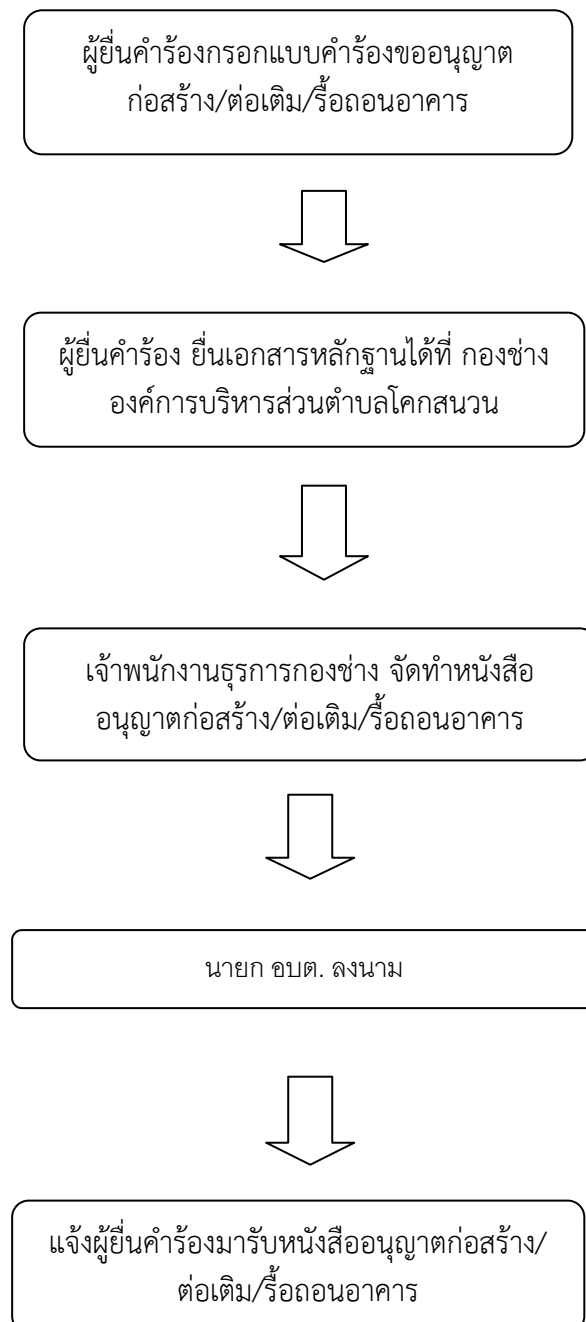 ผู้ยื่นคำร้องกรอกแบบคำร้องขออนุญาต
ก่อสร้าง/ต่อเติม/รื้อถอนอาคาร
ผู้ยื่นคำร้อง ยื่นเอกสารหลักฐานได้ที่ กองช่าง
องค์การบริหารส่วนตำบลโคกสนวน
เจ้าพนักงานธุรการกองช่าง จัดทำหนังสือ
อนุญาตก่อสร้าง/ต่อเติม/รื้อถอนอาคาร
นายก อบต. ลงนาม
แจ้งผู้ยื่นคำร้องมารับหนังสืออนุญาตก่อสร้าง/
ต่อเติม/รื้อถอนอาคาร